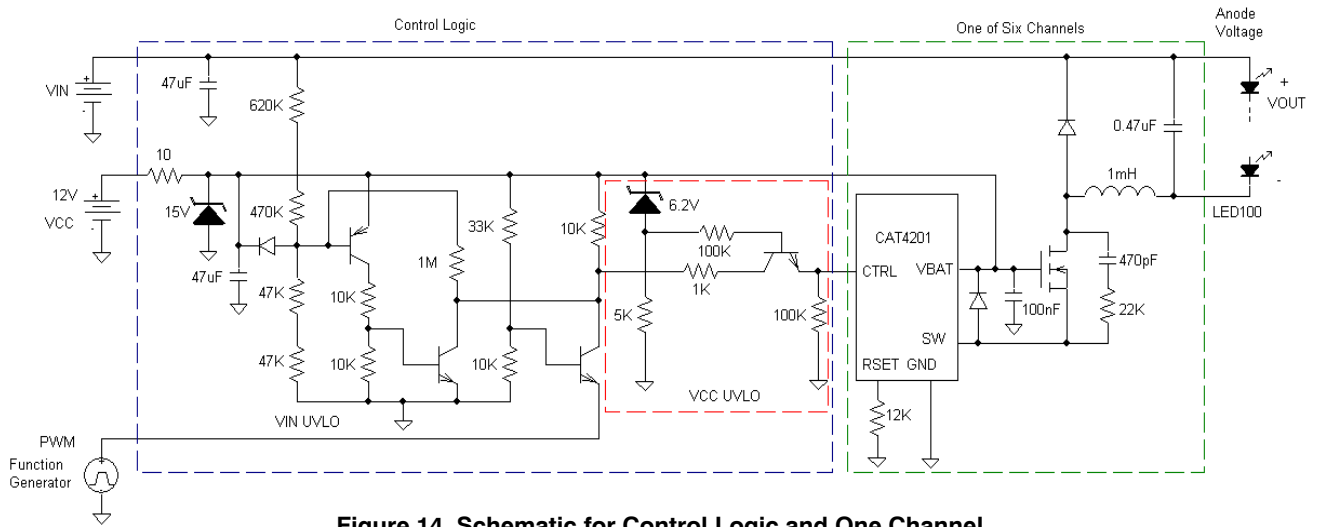 Control Logic
One of Six Channels
Anode
Voltage
VIN
47uF
620K
0.47uF
+
VOUT
-
LED100
12V
VCC
10
15V
47uF
470K
47K
47K
10K
10K
1M
33K
10K
10K
6.2V
100K
1K
5K
100K
1mH
CAT4201
CTRL
VBAT
SW
RSET GND
12K
100nF
470pF
22K
VIN UVLO
VCC UVLO
PWM
Function
Generator
Figure 14. Schematic for Control Logic and One Channel